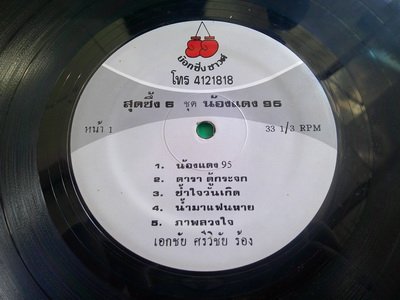 บ๊อกซิ่งซาวด์
โทร 4121818
สุดซึ้ง 6 ชุด น้องแดง 95
หน้า 1
33 1/3 RPM
1. น้องแดง 95
2. ดารา ตู้กระจก
3. ช้ำใจวันเกิด
4. น้ำมาแฟนหาย
5. ภาพลวงใจ
เอกชัย ศรีวิชัย ร้อง